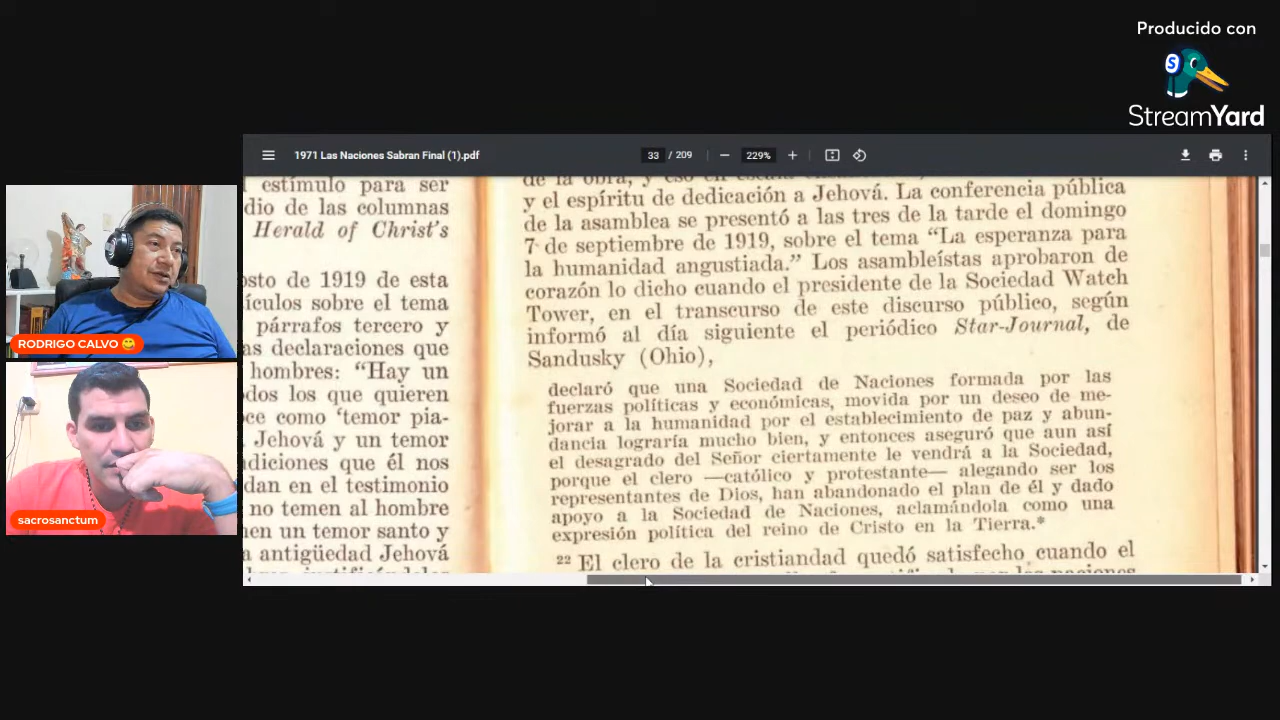 Producido con
StreamYard
1971 Las Naciones Sabran Final (1).pdf
33 / 209
229%
RODRIGO CALVO 😋
sacrosanctum
estímulo para ser
dio de las columnas
Herald of Christ's
osto de 1919 de esta
ículos sobre el tema
párrafos tercero y
as declaraciones que
hombres: “Hay un
dos los que quieren
ce como ‘temor pia-
Jehová y un temor
diciones que él nos
dan en el testimonio
no temen al hombre
en un temor santo y
antigüedad Jehová
de la obra, y eso en escala
y el espíritu de dedicación a Jehová. La conferencia pública
de la asamblea se presentó a las tres de la tarde el domingo
7 de septiembre de 1919, sobre el tema “La esperanza para
la humanidad angustiada.” Los asambleístas aprobaron de
corazón lo dicho cuando el presidente de la Sociedad Watch
Tower, en el transcurso de este discurso público, según
informó al día siguiente el periódico Star-Journal, de
Sandusky (Ohio),
declaró que una Sociedad de Naciones formada por las
fuerzas políticas y económicas, movida por un deseo de me-
jorar a la humanidad por el establecimiento de paz y abun-
dancia lograría mucho bien, y entonces aseguró que aun así
el desagrado del Señor ciertamente le vendrá a la Sociedad,
porque el clero —católico y protestante— alegando ser los
representantes de Dios, han abandonado el plan de él y dado
apoyo a la Sociedad de Naciones, aclamándola como una
expresión política del reino de Cristo en la Tierra.*
22 El clero de la cristiandad quedó satisfecho cuando el